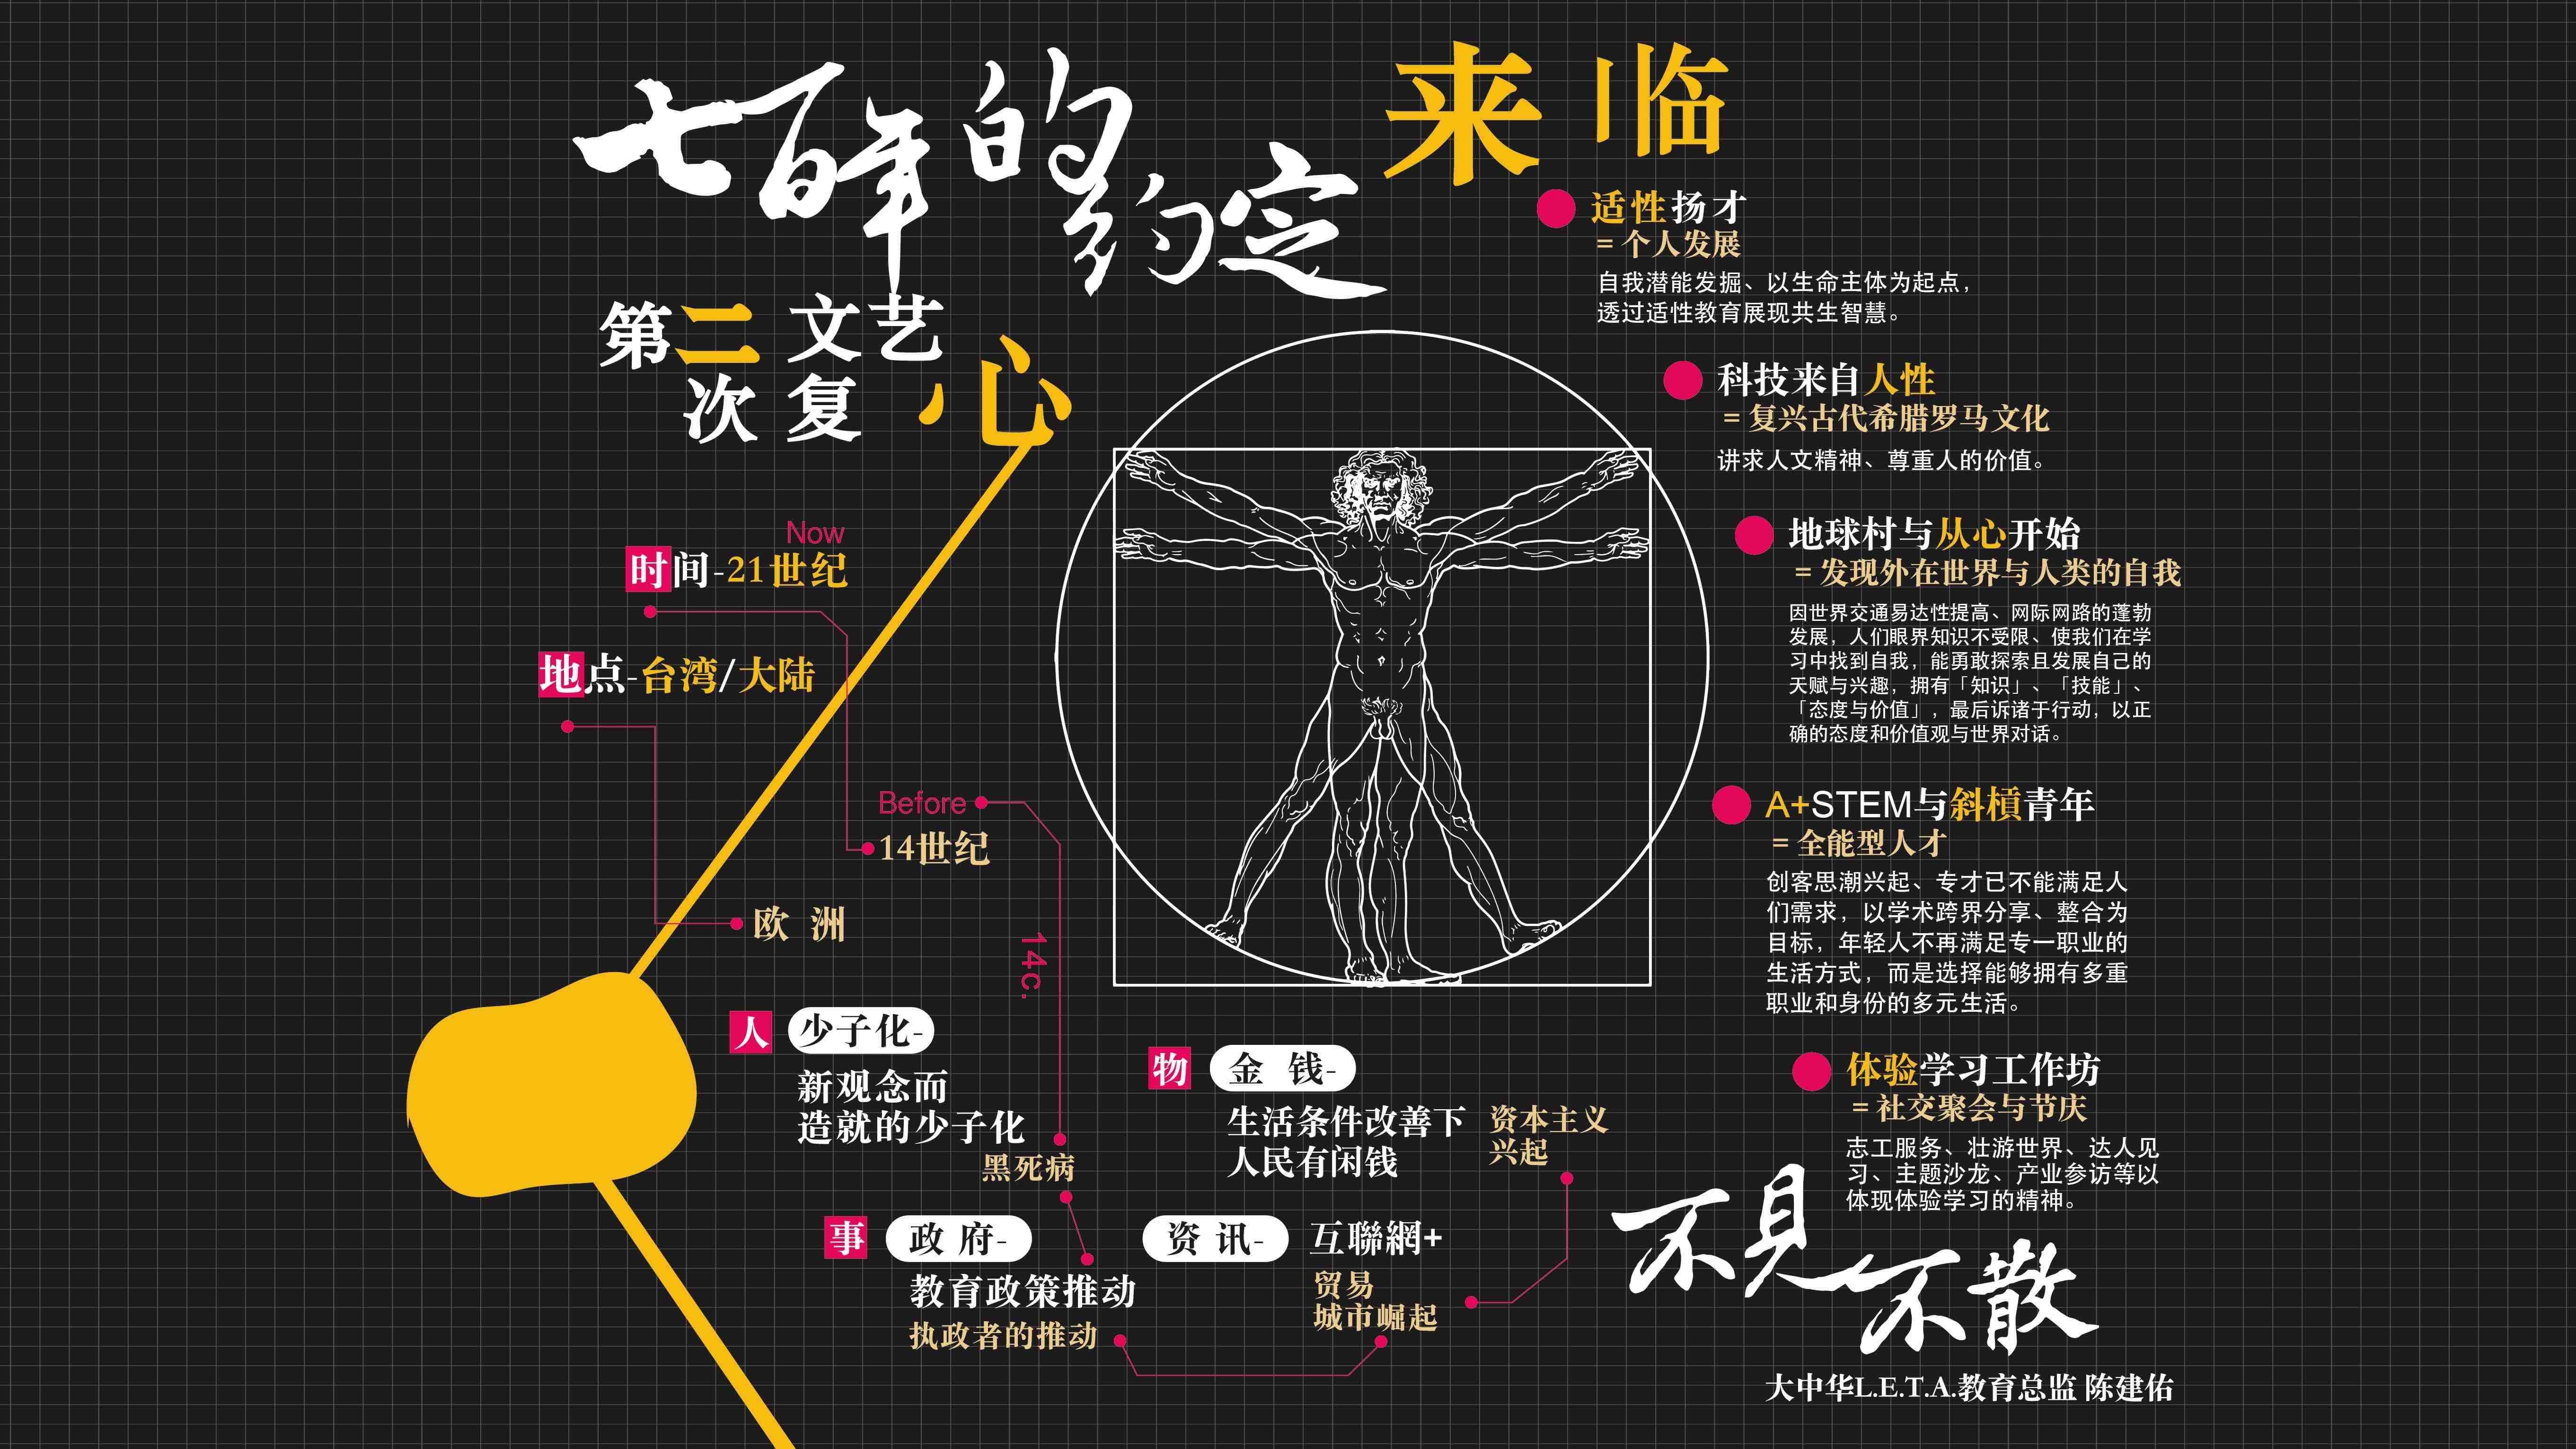 七百年的约定
来临
第二次
文艺复心
Now
时间-21世纪
地点-台湾/大陆
Before
14世纪
欧 洲
14c.
人 少子化-
新观念而
造就的少子化
黑死病
事 政 府-
教育政策推动
执政者的推动
物 金 钱-
生活条件改善下
人民有闲钱
资本主义
兴起
资 讯- 互聯網+
贸易
城市崛起
适性扬才
=个人发展
自我潜能发掘、以生命主体为起点，
透过适性教育展现共生智慧。
科技来自人性
=复兴古代希腊罗马文化
讲求人文精神、尊重人的价值。
地球村与从心开始
=发现外在世界与人类的自我
因世界交通易达性提高、网际网路的蓬勃
发展，人们眼界知识不受限、使我们在学
习中找到自我，能勇敢探索且发展自己的
天赋与兴趣，拥有「知识」、「技能」、
「态度与价值」，最后诉诸于行动，以正
确的态度和价值观与世界对话。
A+STEM与斜槓青年
=全能型人才
创客思潮兴起、专才已不能满足人
们需求，以学术跨界分享、整合为
目标，年轻人不再满足专一职业的
生活方式，而是选择能够拥有多重
职业和身份的多元生活。
体验学习工作坊
=社交聚会与节庆
志工服务、壮游世界、达人见
习、主题沙龙、产业参访等以
体现体验学习的精神。
不见不散
大中华L.E.T.A.教育总监 陈建佑